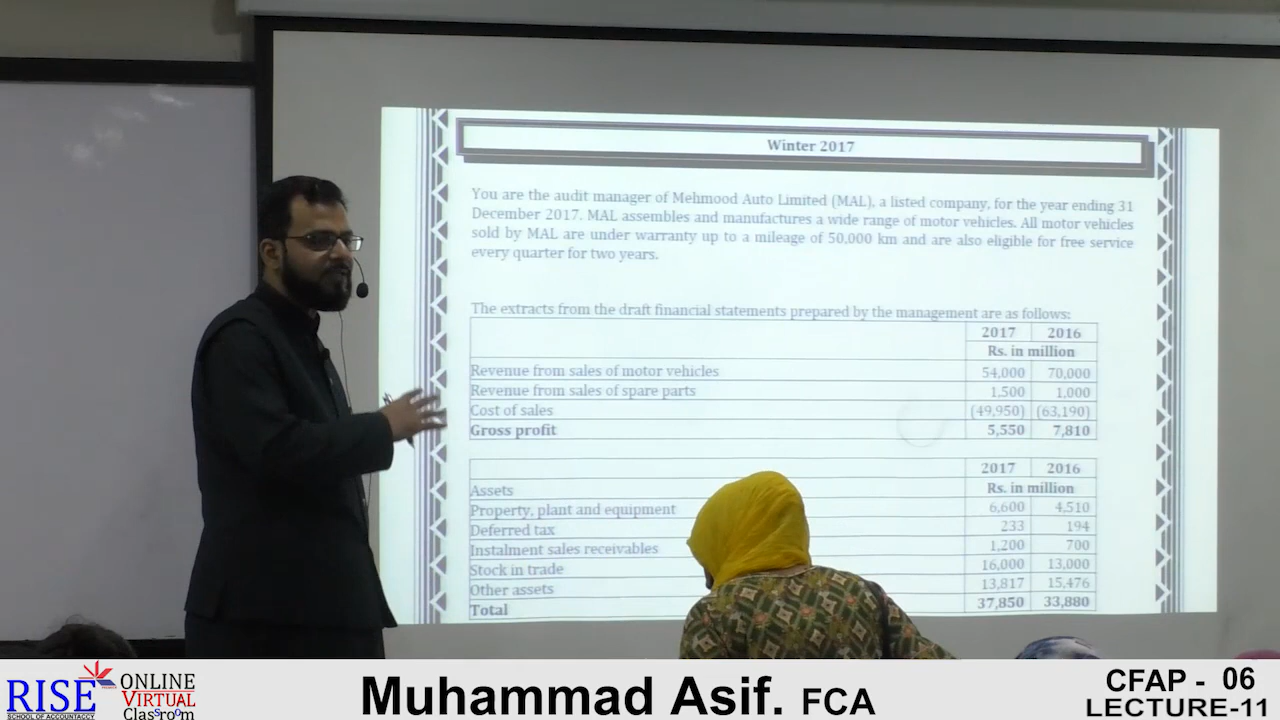 Winter 2017
You are the audit manager of Mehmood Auto Limited (MAL), a listed company, for the year ending 31
December 2017. MAL assembles and manufactures a wide range of motor vehicles. All motor vehicles
sold by MAL are under warranty up to a mileage of 50,000 km and are also eligible for free service
every quarter for two years.
The extracts from the draft financial statements prepared by the management are as follows:
2017 2016
Rs. in million
Revenue from sales of motor vehicles 54,000 70,000
Revenue from sales of spare parts 1,500 1,000
Cost of sales (49,950) (63,190)
Gross profit 5,550 7,810
2017 2016
Assets Rs. in million
Property, plant and equipment 6,600 4,510
Deferred tax 233 194
Instalment sales receivables 1,200 700
Stock in trade 16,000 13,000
Other assets 13,817 15,476
Total 37,850 33,880
RISE
SCHOOL OF ACCOUNTACY
ONLINE
VIRTUAL
ClasSroom
Muhammad Asif. FCA
CFAP - 06
LECTURE-11